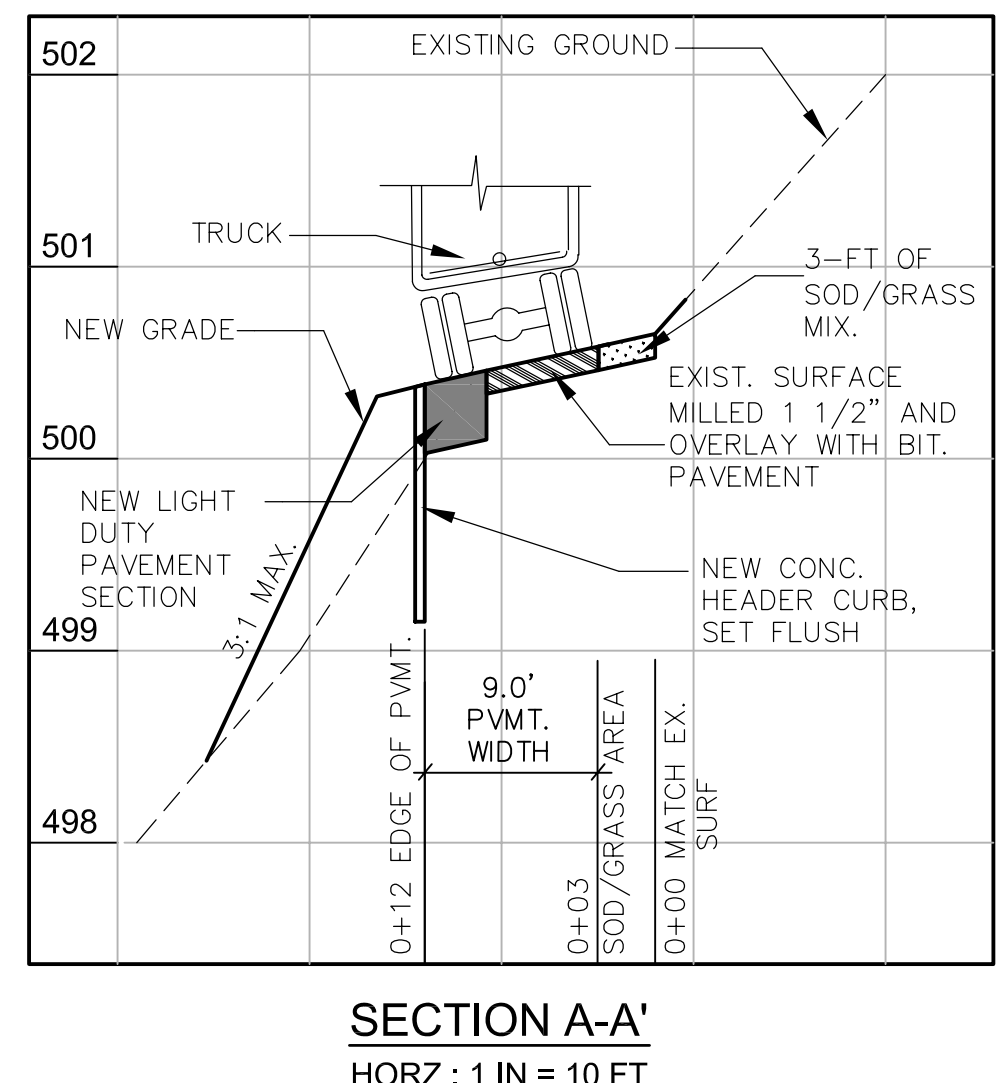 502
EXISTING GROUND
501
TRUCK
3-FT OF
SOD/GRASS
MIX.
NEW GRADE
EXIST. SURFACE
MILLED 1 1/2" AND
OVERLAY WITH BIT.
PAVEMENT
500
NEW LIGHT
DUTY
PAVEMENT
SECTION
3:1 MAX.
NEW CONC.
HEADER CURB,
SET FLUSH
499
9.0'
PVMT.
WIDTH
498
0+12 EDGE OF PVMT.
0+03
SOD/GRASS AREA
0+00 MATCH EX.
SURF
SECTION A-A'
HORZ : 1 IN = 10 FT